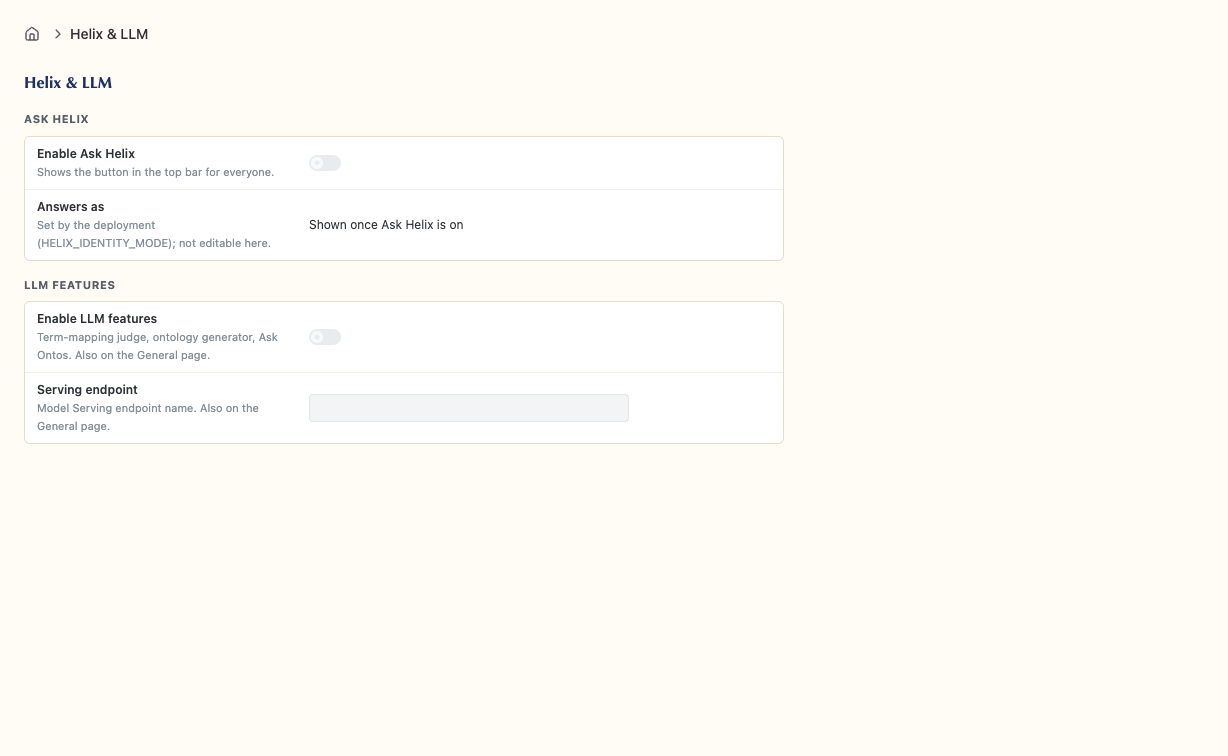 Helix & LLM
Helix & LLM
ASK HELIX
Enable Ask Helix
Shows the button in the top bar for everyone.
Answers as
Set by the deployment
(HELIX_IDENTITY_MODE); not editable here.
Shown once Ask Helix is on
LLM FEATURES
Enable LLM features
Term-mapping judge, ontology generator, Ask
Ontos. Also on the General page.
Serving endpoint
Model Serving endpoint name. Also on the
General page.